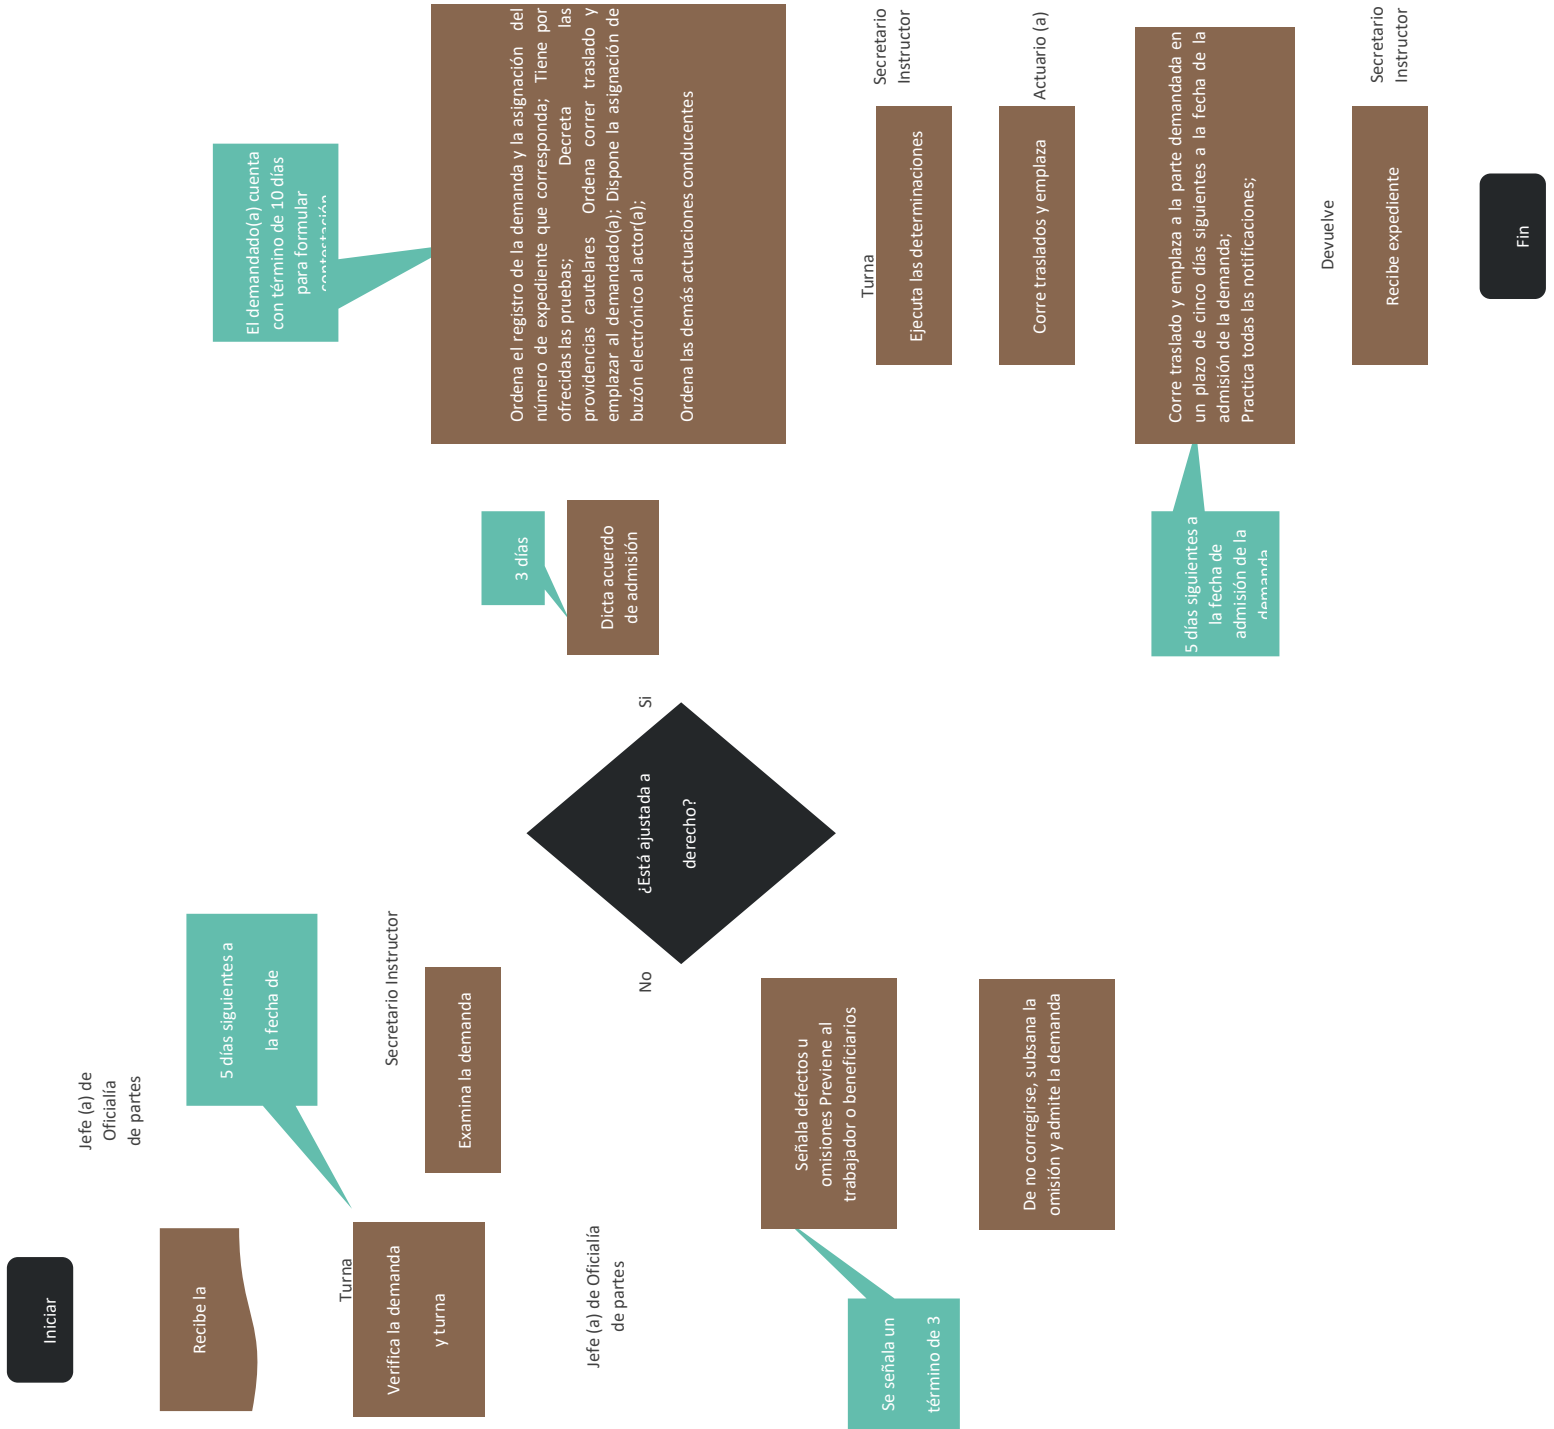 Iniciar
Jefe (a) de
Oficialía
de partes
Recibe la
5 días siguientes a
la fecha de
Turna
Verifica la demanda
y turna
Secretario Instructor
Examina la demanda
Jefe (a) de Oficialía
de partes
¿Está ajustada a
derecho?
No
Señala defectos u
omisiones Previene al
trabajador o beneficiarios
Se señala un
término de 3
De no corregirse, subsana la
omisión y admite la demanda
Si
3 días
Dicta acuerdo
de admisión
El demandado(a) cuenta
con término de 10 días
para formular
contestación
Ordena el registro de la demanda y la asignación del
número de expediente que corresponda; Tiene por
ofrecidas las pruebas; Decreta las
providencias cautelares Ordena correr traslado y
emplazar al demandado(a); Dispone la asignación de
buzón electrónico al actor(a);
Ordena las demás actuaciones conducentes
Secretario
Instructor
Turna
Ejecuta las determinaciones
Actuario (a)
Corre traslados y emplaza
Corre traslado y emplaza a la parte demandada en
un plazo de cinco días siguientes a la fecha de la
admisión de la demanda;
Practica todas las notificaciones;
5 días siguientes a
la fecha de
admisión de la
demanda
Devuelve
Secretario
Instructor
Recibe expediente
Fin